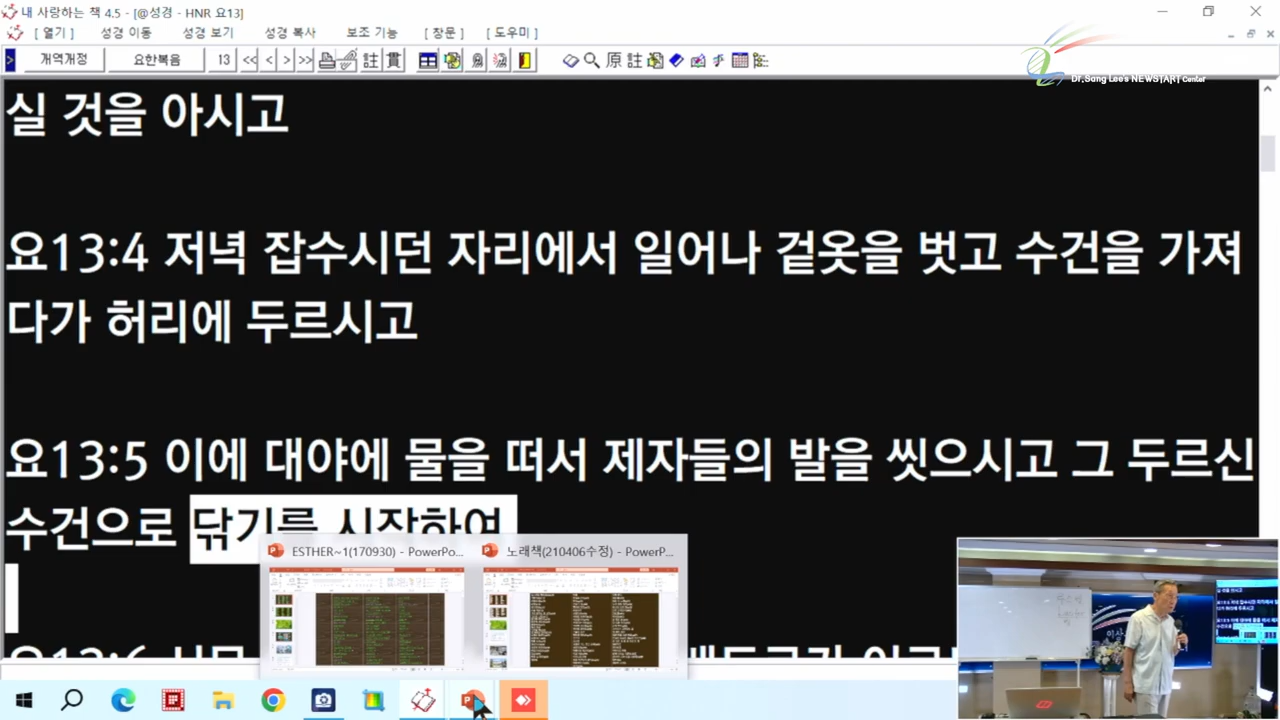 내 사랑하는 책 4.5 - [@성경 - HNR 요13]
[ 열기 ] 성경 이동 성경 보기 성경 복사 보조 기능 [ 창문 ] [ 도우미 ]
개역개정 요한복음 13 << < > >> 註 貫 原 註
Dr.Sang Lee's NEWSTART Center
실 것을 아시고
요13:4 저녁 잡수시던 자리에서 일어나 겉옷을 벗고 수건을 가져
다가 허리에 두르시고
요13:5 이에 대야에 물을 떠서 제자들의 발을 씻으시고 그 두르신
수건으로 닦기를 시작하여
ESTHER~1(170930) - PowerPo... 노래책(210406수정) - PowerP...